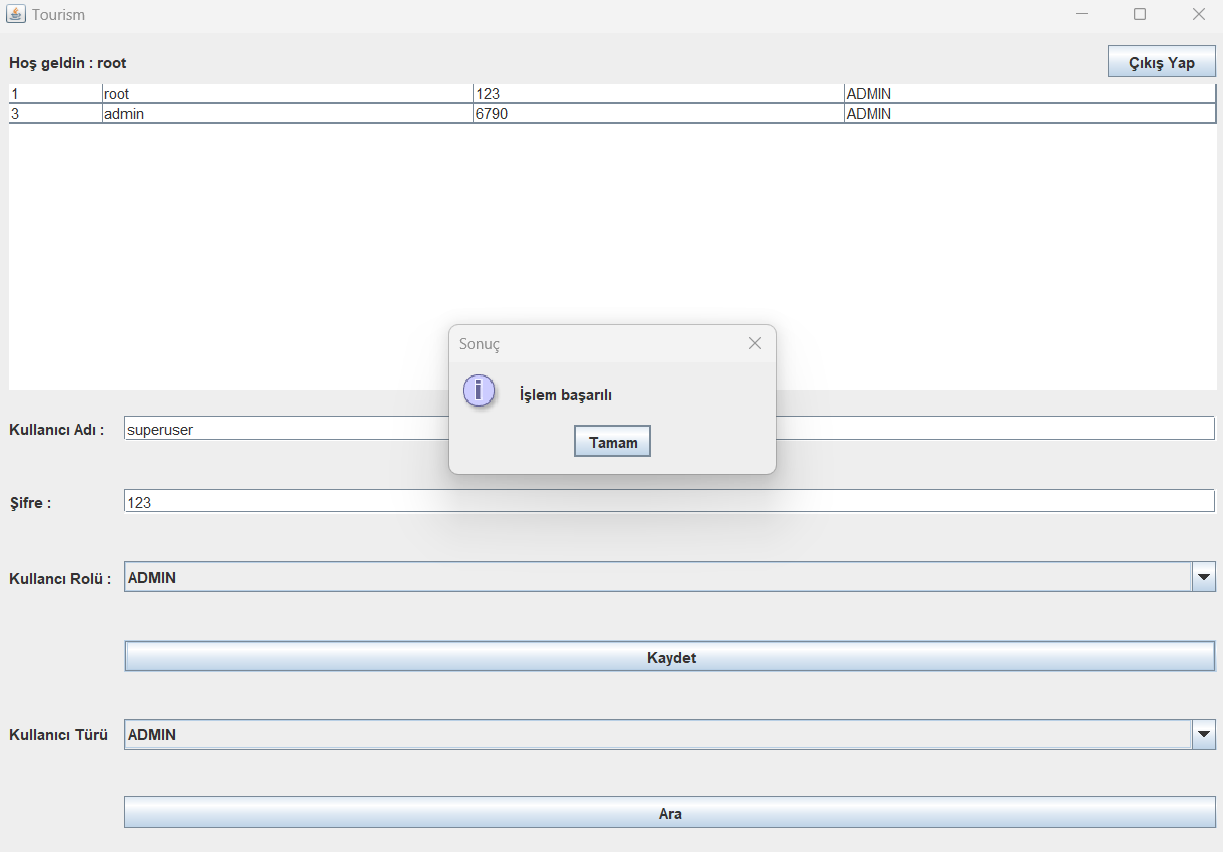 Tourism
Hoş geldin : root
Çıkış Yap
1 root 123 ADMIN
3 admin 6790 ADMIN
Sonuç
İşlem başarılı
Tamam
Kullanıcı Adı : superuser
Şifre : 123
Kullancı Rolü : ADMIN
Kaydet
Kullanıcı Türü ADMIN
Ara